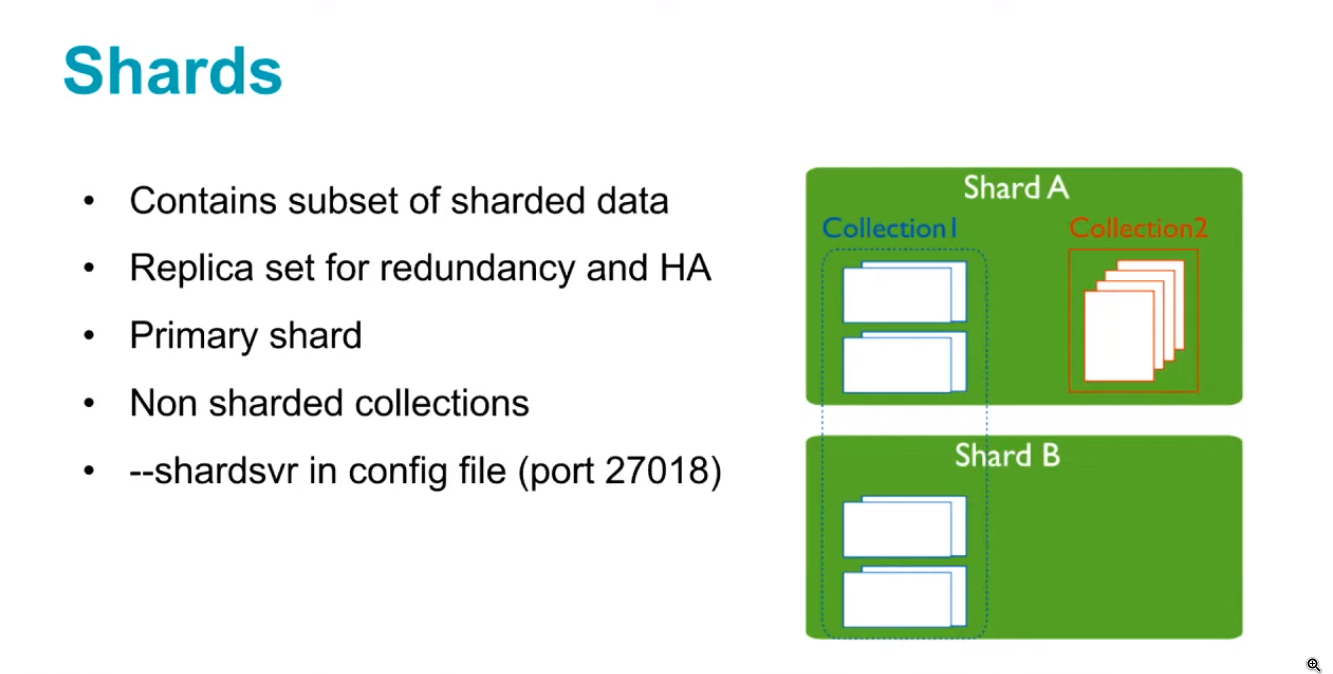 Shards
• Contains subset of sharded data
• Replica set for redundancy and HA
• Primary shard
• Non sharded collections
• --shardsvr in config file (port 27018)
Shard A
Collection1
Collection2
Shard B